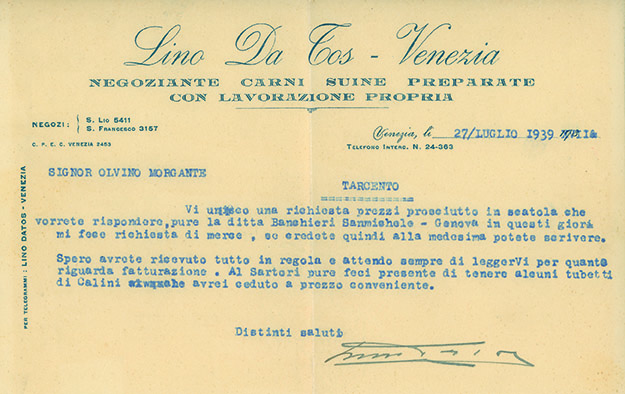 Lino Da Tos - Venezia
NEGOZIANTE CARNI SUINE PREPARATE
CON LAVORAZIONE PROPRIA
NEGOZI: S. Lio 5411
S. Francesco 3157
C. P. E. C. VENEZIA 2453
Venezia, li 27/LUGLIO 1939
Telefono Interc. N. 24-363
SIGNOR OLVINO MORGANTE
TARCENTO
Vi unisco una richiesta prezzi prosciutto in scatola che
vorrete rispondere, pure la ditta Banchieri Sanmichele - Genova in questi giorni
mi fece richiesta di merce , se credete quindi alla medesima potete scrivere.
Spero avrete ricevuto tutto in regola e attendo sempre di leggerVi per quanto
riguarda fatturazione . Al Sartori pure feci presente di tenere alcuni tubetti
di Calini avrei ceduto a prezzo conveniente.
Distinti saluti
PER TELEGRAMMI : LINO DATOS - VENEZIA